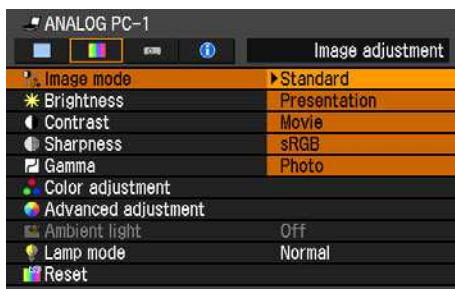 ANALOG PC-1
Image adjustment
Image mode
Standard
Brightness
Presentation
Contrast
Movie
Sharpness
sRGB
Gamma
Photo
Color adjustment
Advanced adjustment
Ambient light
Off
Lamp mode
Normal
Reset